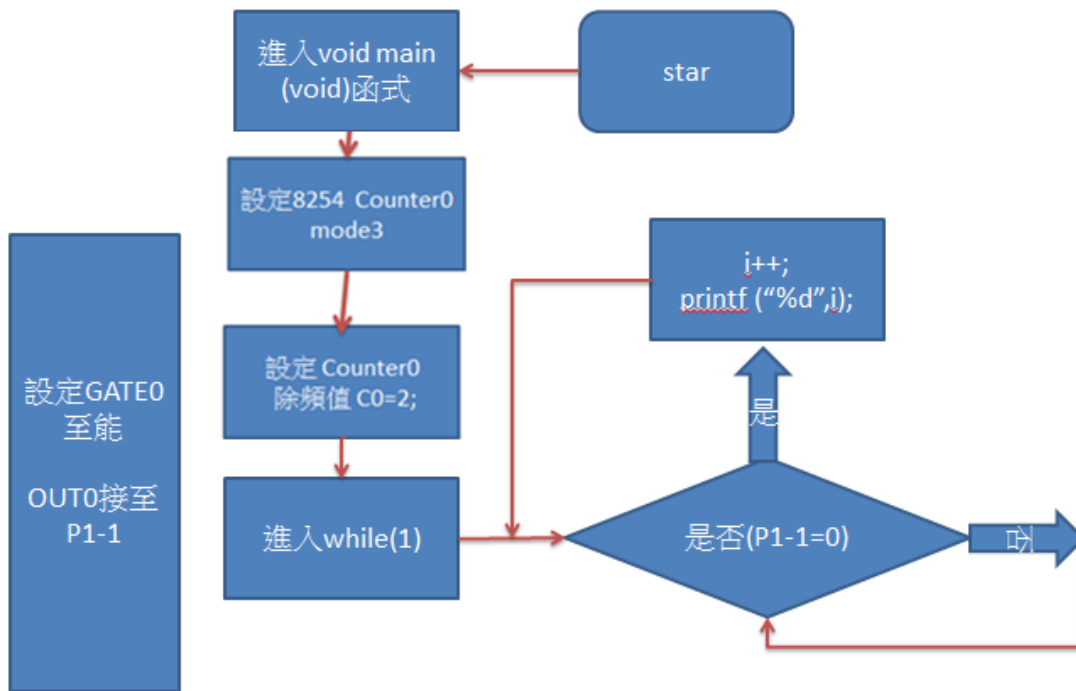 star
進入void main
(void)函式
設定8254 Counter0
mode3
設定 Counter0
除頻值 C0=2;
進入while(1)
設定GATE0
至能
OUT0接至
P1-1
i++;
printf (“%d”,i);
是
是否(P1-1=0)
否